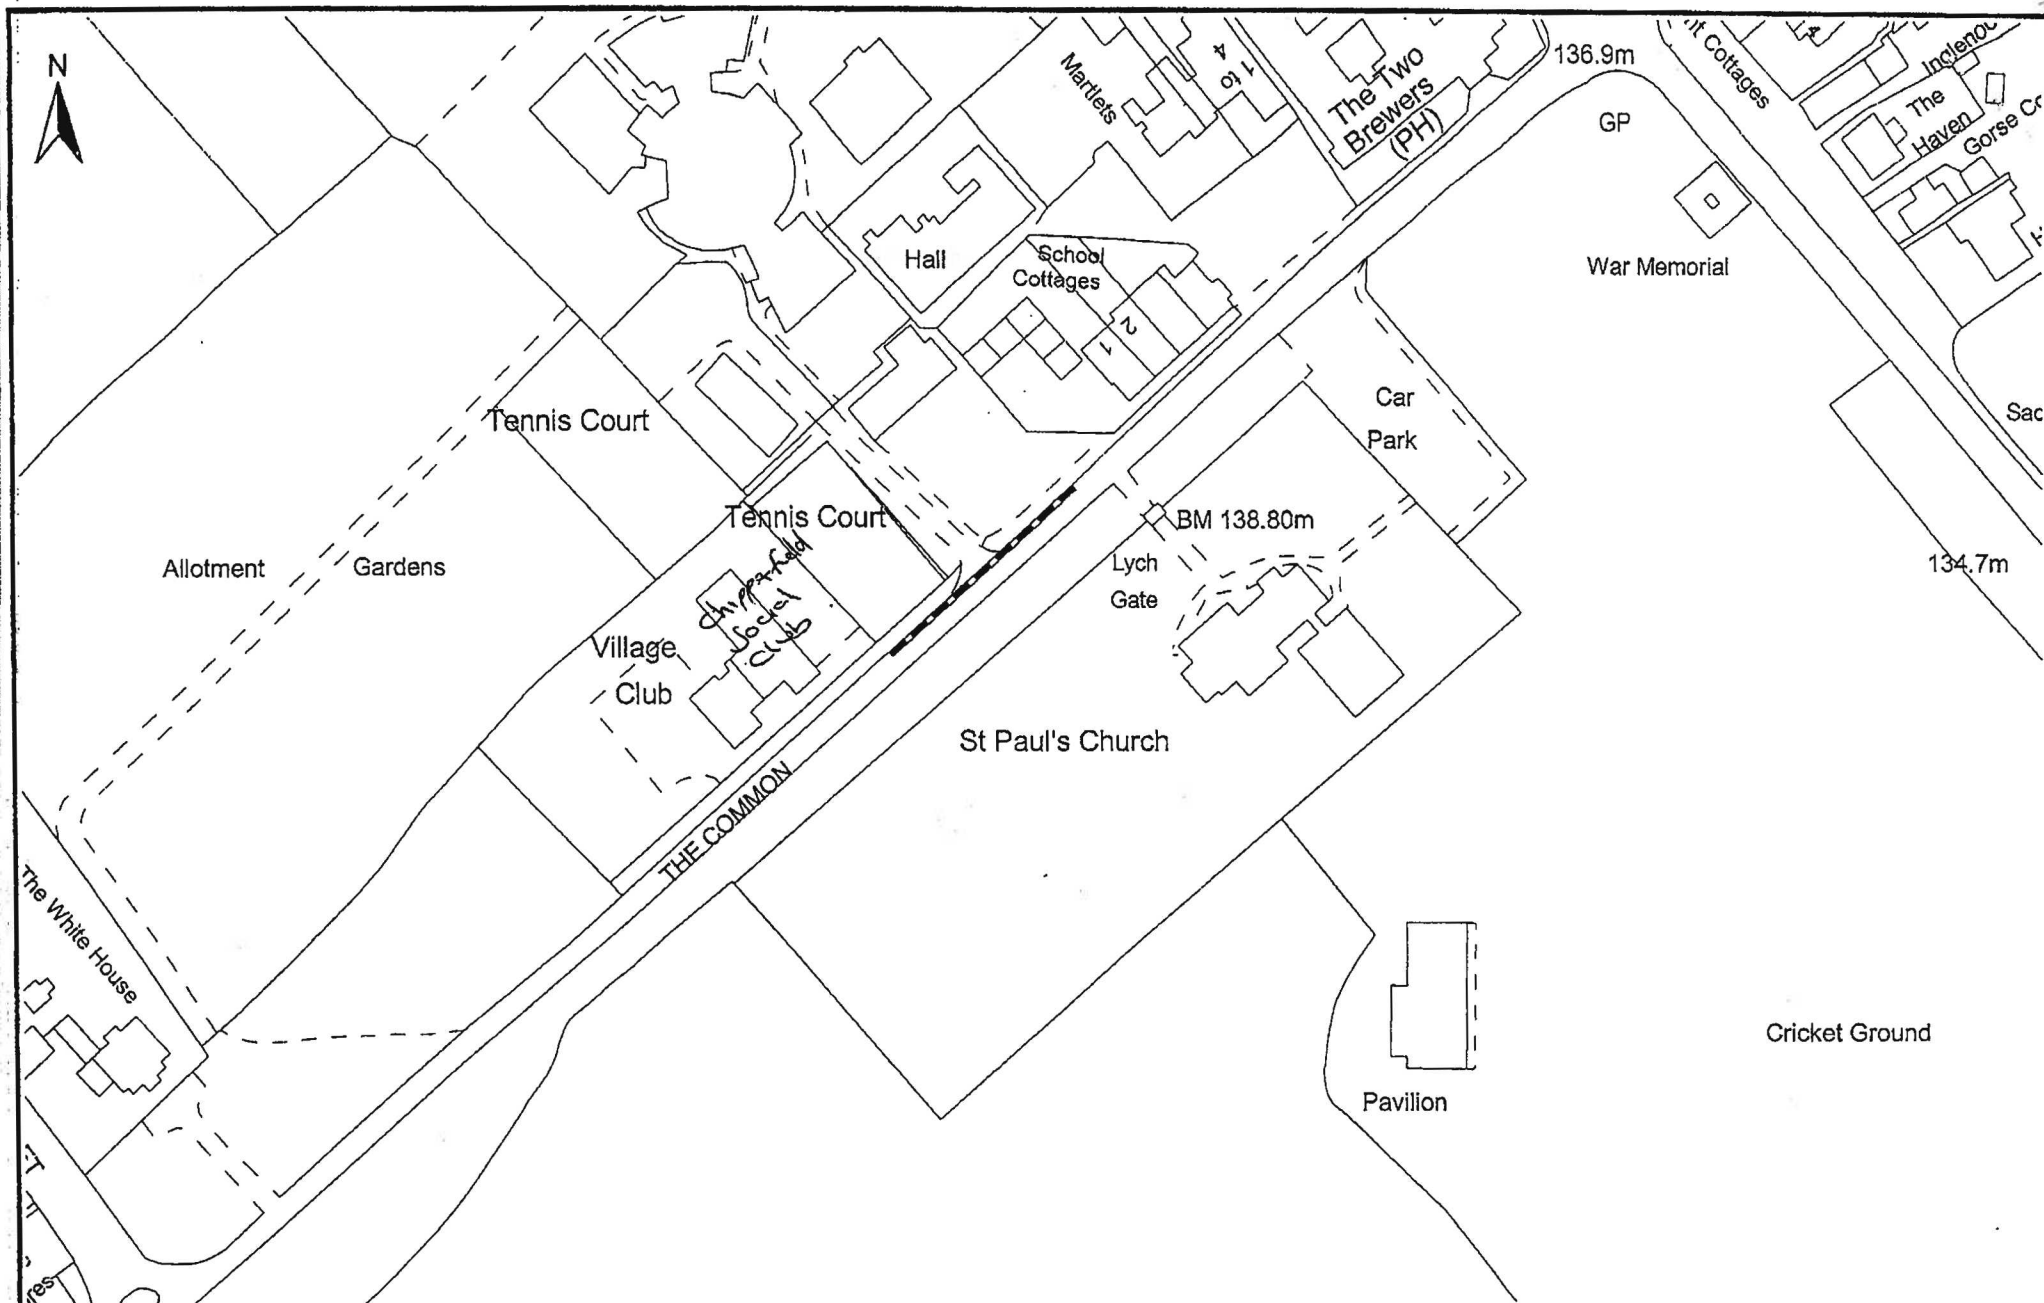 N
Martlets
1 to
4
The Two
Brewers
(PH)
136.9m
GP
Cottages
The
Haven
War Memorial
Hall
School
Cottages
2
1
Car
Park
Tennis Court
Tennis Court
BM 138.80m
Lych
Gate
134.7m
Allotment Gardens
Chipperfield
Social
Club
Village
Club
St Paul's Church
THE COMMON
The White House
Cricket Ground
Pavilion